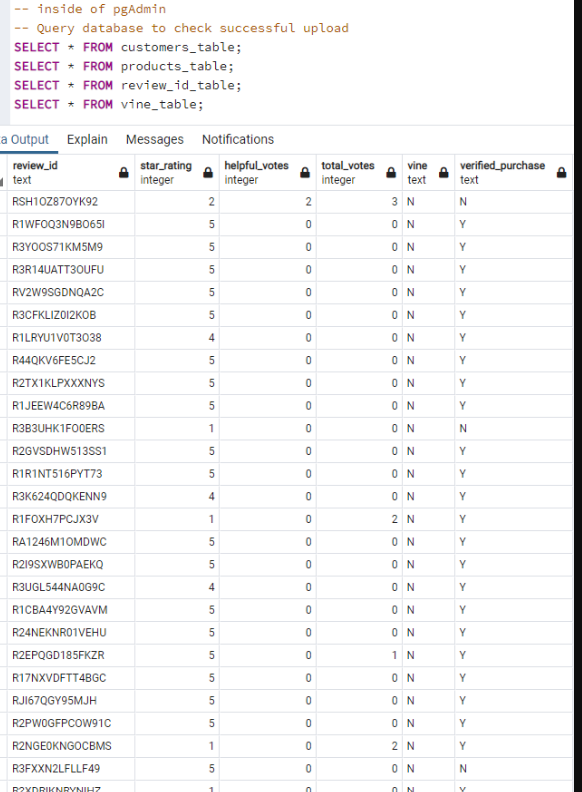 -- inside of pgAdmin
-- Query database to check successful upload
SELECT * FROM customers_table;
SELECT * FROM products_table;
SELECT * FROM review_id_table;
SELECT * FROM vine_table;
a Output Explain Messages Notifications
review_id star_rating helpful_votes total_votes vine verified_purchase
text integer integer integer text text
RSH1OZ87OYK92 2 2 3 N N
R1WFOQ3N9BO65I 5 0 0 N Y
R3YOOS71KM5M9 5 0 0 N Y
R3R14UATT3OUFU 5 0 0 N Y
RV2W9SGDNQA2C 5 0 0 N Y
R3CFKLIZ0I2KOB 5 0 0 N Y
R1LRYU1V0T3O38 4 0 0 N Y
R44QKV6FE5CJ2 5 0 0 N Y
R2TX1KLPXXXNYS 5 0 0 N Y
R1JEEW4C6R89BA 5 0 0 N Y
R3B3UHK1FO0ERS 1 0 0 N N
R2GVSDHW513SS1 5 0 0 N Y
R1R1NT516PYT73 5 0 0 N Y
R3K624QDQKENN9 4 0 0 N Y
R1FOXH7PCJX3V 1 0 2 N Y
RA1246M1OMDWC 5 0 0 N Y
R2I9SXWB0PAEKQ 5 0 0 N Y
R3UGL544NA0G9C 4 0 0 N Y
R1CBA4Y92GVAVM 5 0 0 N Y
R24NEKNR01VEHU 5 0 0 N Y
R2EPQGD185FKZR 5 0 1 N Y
R17NXVDFTT4BGC 5 0 0 N Y
RJI67QGY95MJH 5 0 0 N Y
R2PW0GFPCOW91C 5 0 0 N Y
R2NGE0KNGOCBMS 1 0 2 N Y
R3FXXN2LFLLF49 5 0 0 N N
1 0 0 N Y